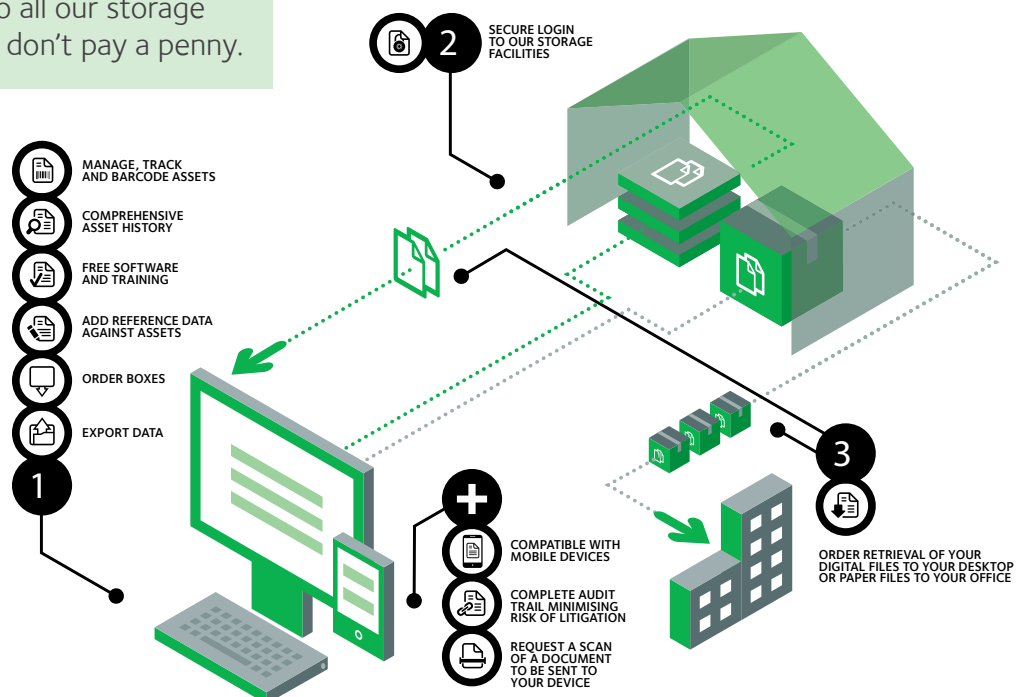 o all our storage
don't pay a penny.
2
SECURE LOGIN
TO OUR STORAGE
FACILITIES
MANAGE, TRACK
AND BARCODE ASSETS
COMPREHENSIVE
ASSET HISTORY
FREE SOFTWARE
AND TRAINING
ADD REFERENCE DATA
AGAINST ASSETS
ORDER BOXES
EXPORT DATA
1
+
COMPATIBLE WITH
MOBILE DEVICES
COMPLETE AUDIT
TRAIL MINIMISING
RISK OF LITIGATION
REQUEST A SCAN
OF A DOCUMENT
TO BE SENT TO
YOUR DEVICE
3
ORDER RETRIEVAL OF YOUR
DIGITAL FILES TO YOUR DESKTOP
OR PAPER FILES TO YOUR OFFICE